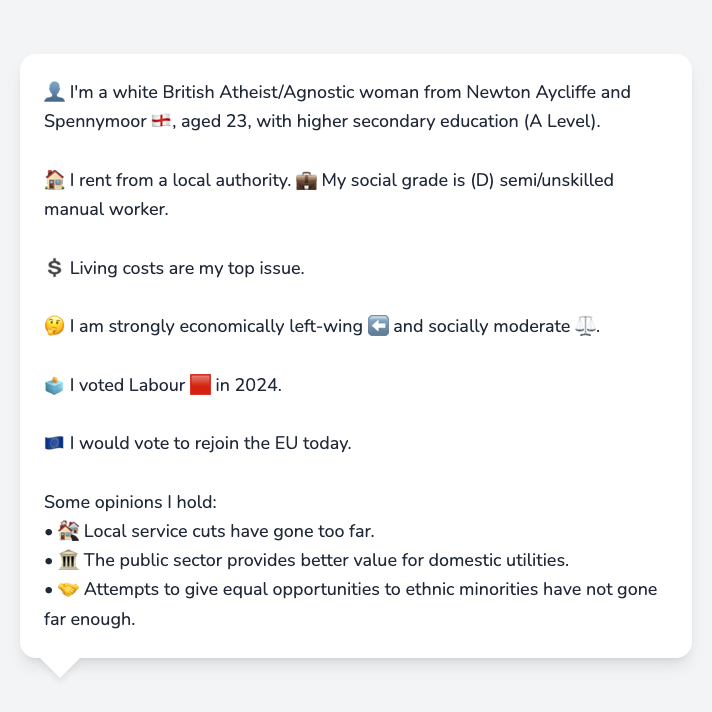 👤 I'm a white British Atheist/Agnostic woman from Newton Aycliffe and
Spennymoor 🏴󠁧󠁢󠁥󠁮󠁧󠁿, aged 23, with higher secondary education (A Level).
🏠 I rent from a local authority. 💼 My social grade is (D) semi/unskilled
manual worker.
💲 Living costs are my top issue.
🤔 I am strongly economically left-wing ⬅️ and socially moderate ⚖️.
🗳️ I voted Labour 🟥 in 2024.
🇪🇺 I would vote to rejoin the EU today.
Some opinions I hold:
• 🏚️ Local service cuts have gone too far.
• 🏛️ The public sector provides better value for domestic utilities.
• 🤝 Attempts to give equal opportunities to ethnic minorities have not gone
far enough.